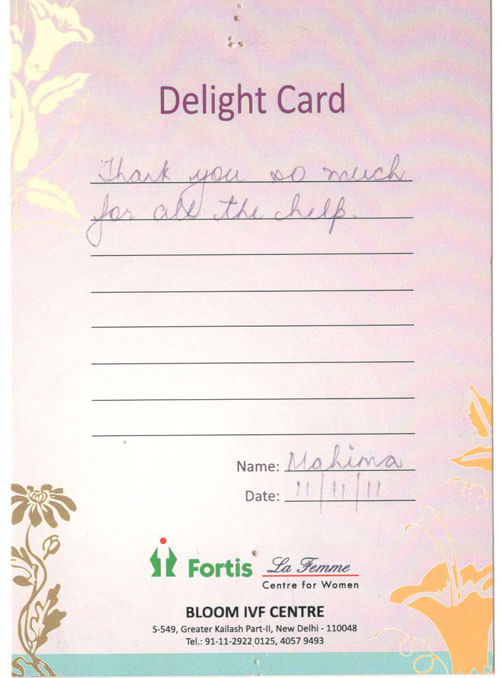 Delight Card
Thank you so much
for all the help.
Name: Mahima
Date: 11/11/11
Fortis La Femme
Centre for Women
BLOOM IVF CENTRE
S-549, Greater Kailash Part-II, New Delhi - 110048
Tel.: 91-11-2922 0125, 4057 9493